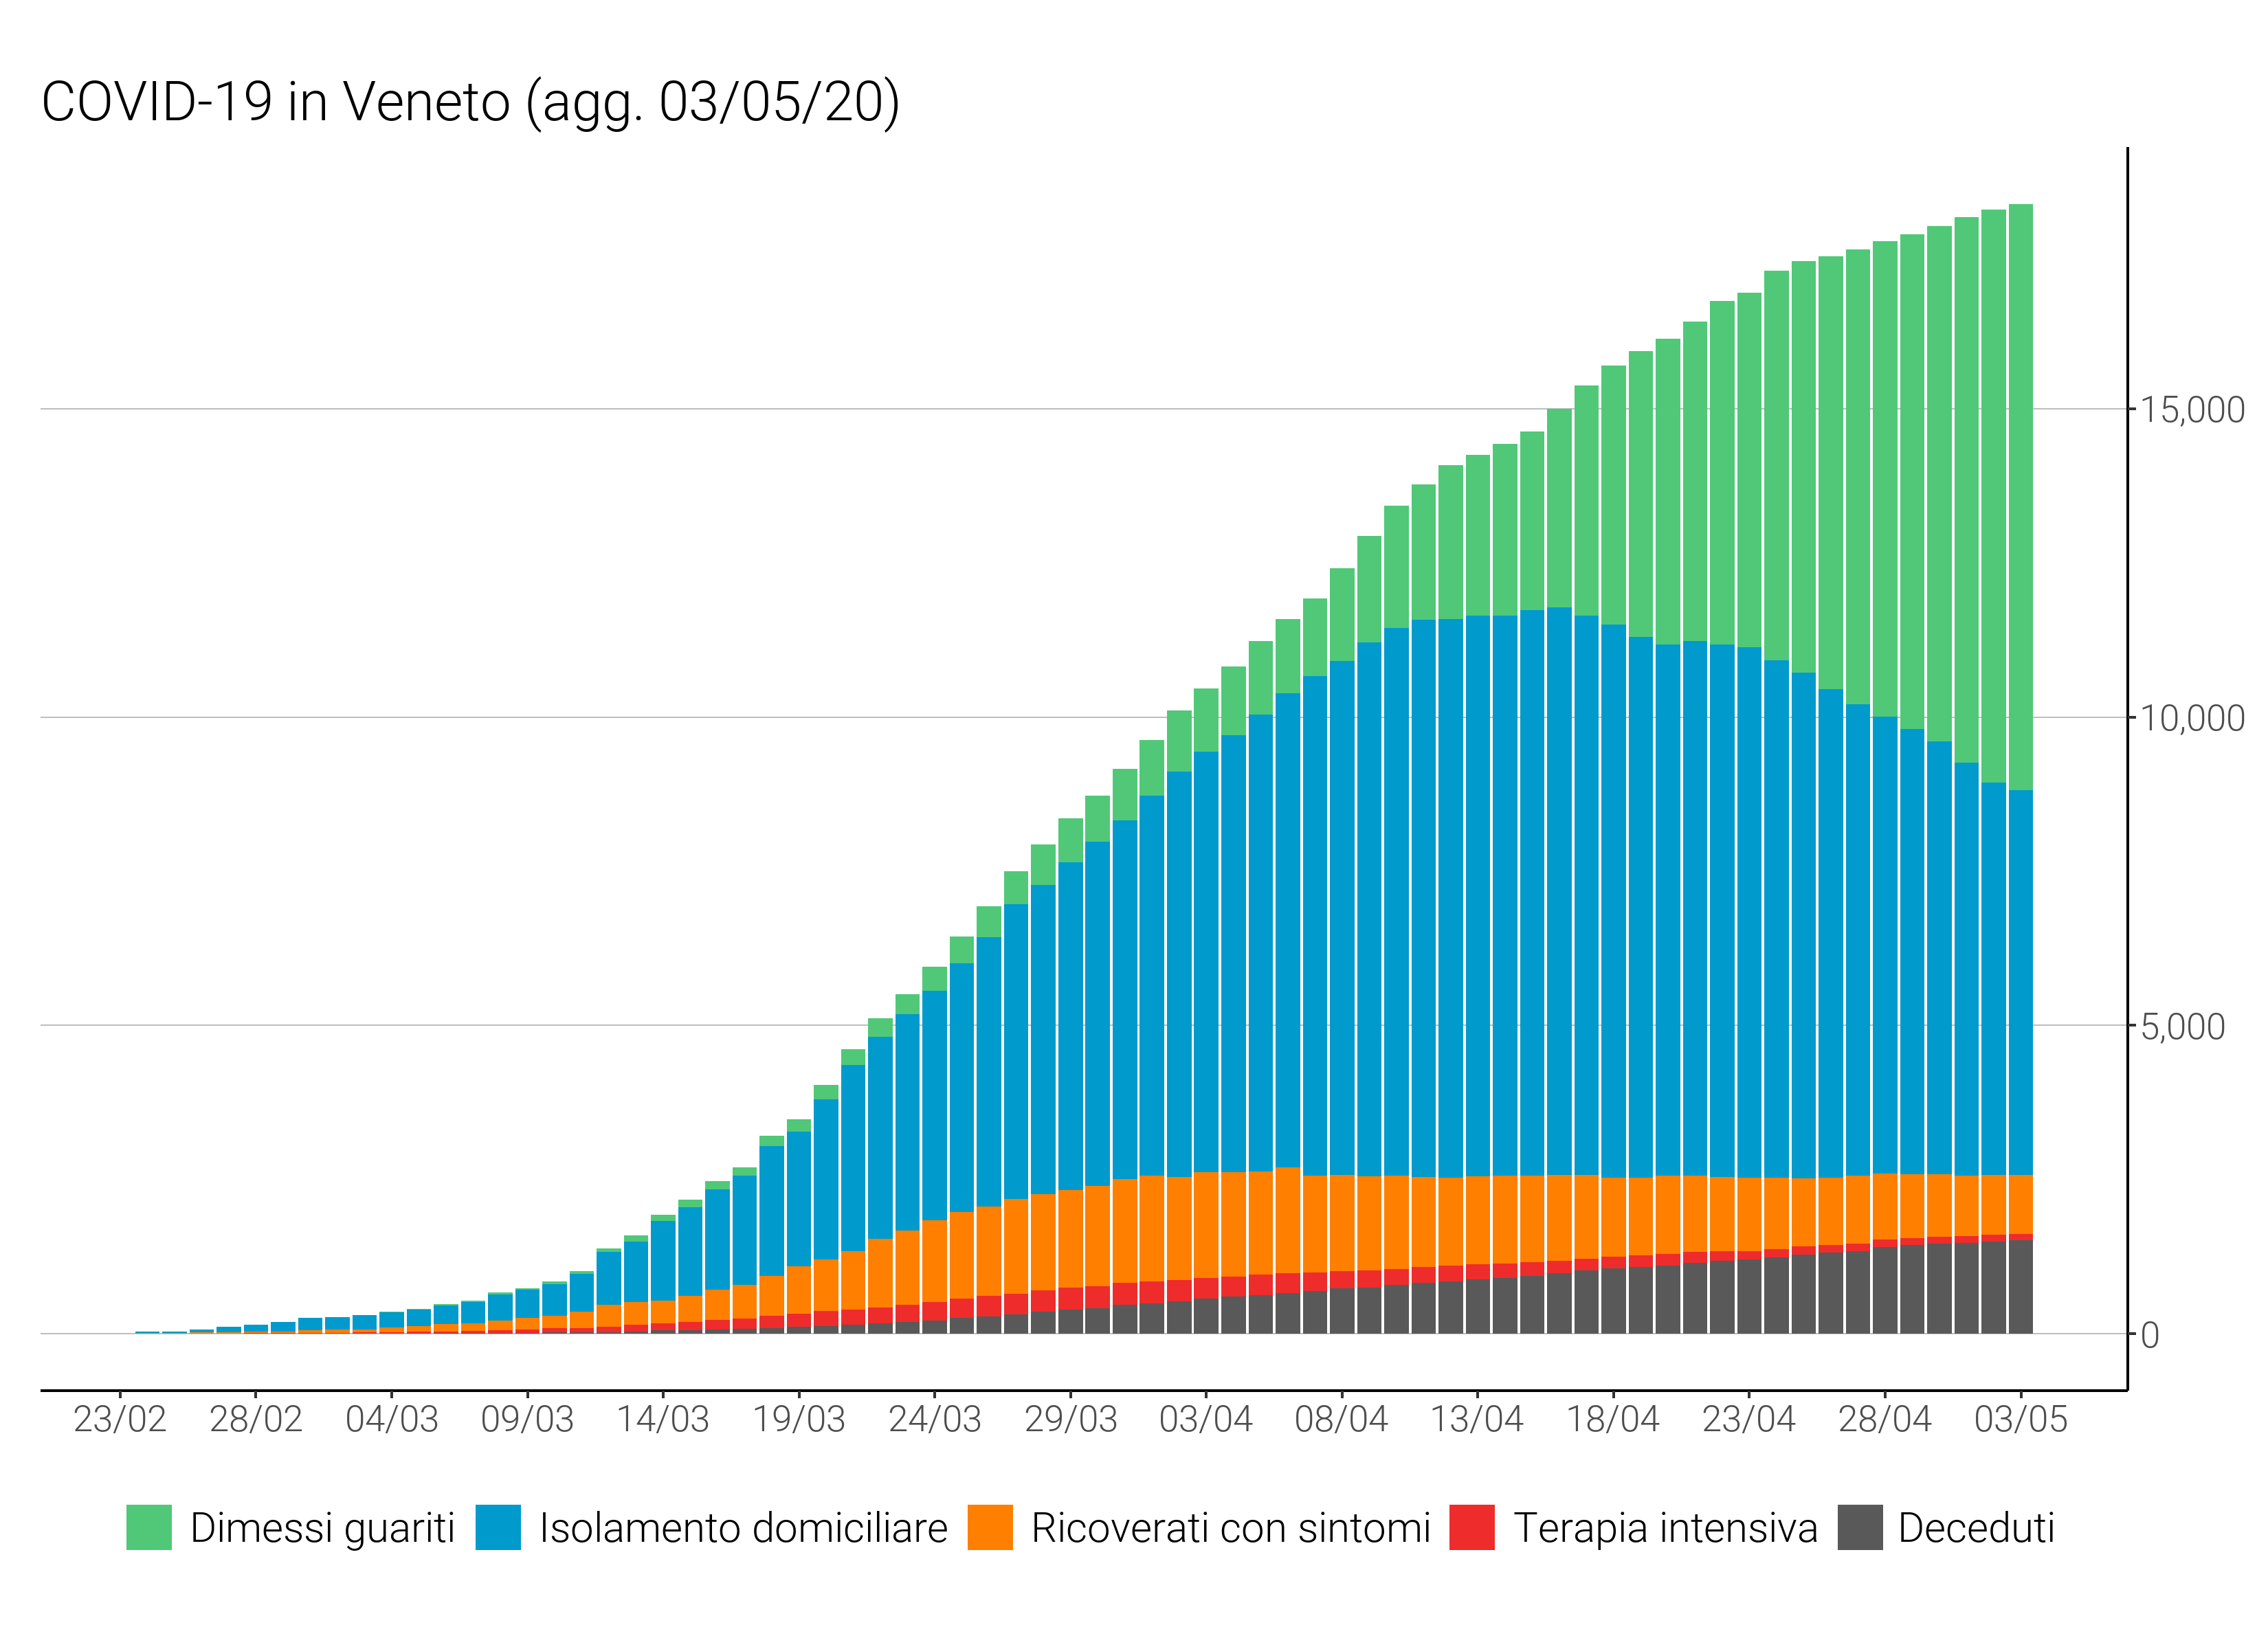 COVID-19 in Veneto (agg. 03/05/20)
15,000
10,000
5,000
0
23/02 28/02 04/03 09/03 14/03 19/03 24/03 29/03 03/04 08/04 13/04 18/04 23/04 28/04 03/05
Dimessi guariti Isolamento domiciliare Ricoverati con sintomi Terapia intensiva Deceduti